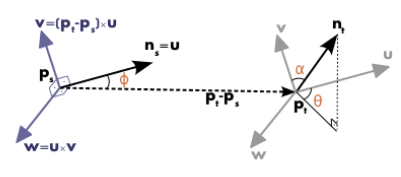 v=(pₜ-pₛ)×u
pₛ
nₛ=u
ϕ
w=u×v
pₜ-pₛ
v
nₜ
u
α
θ
pₜ
w